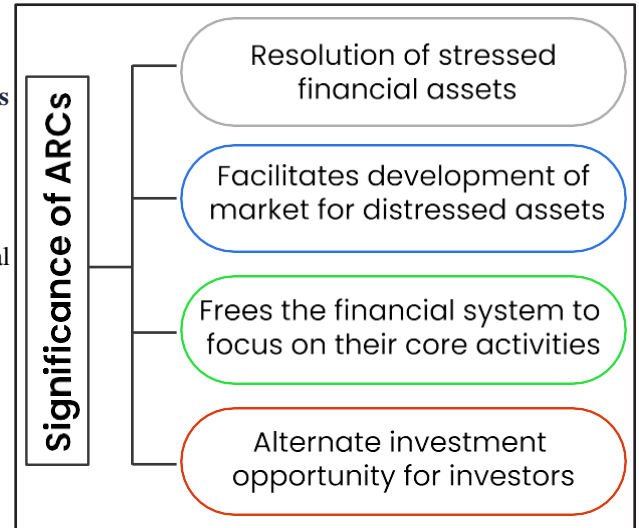 s
al
Significance of ARCs
Resolution of stressed
financial assets
Facilitates development of
market for distressed assets
Frees the financial system to
focus on their core activities
Alternate investment
opportunity for investors